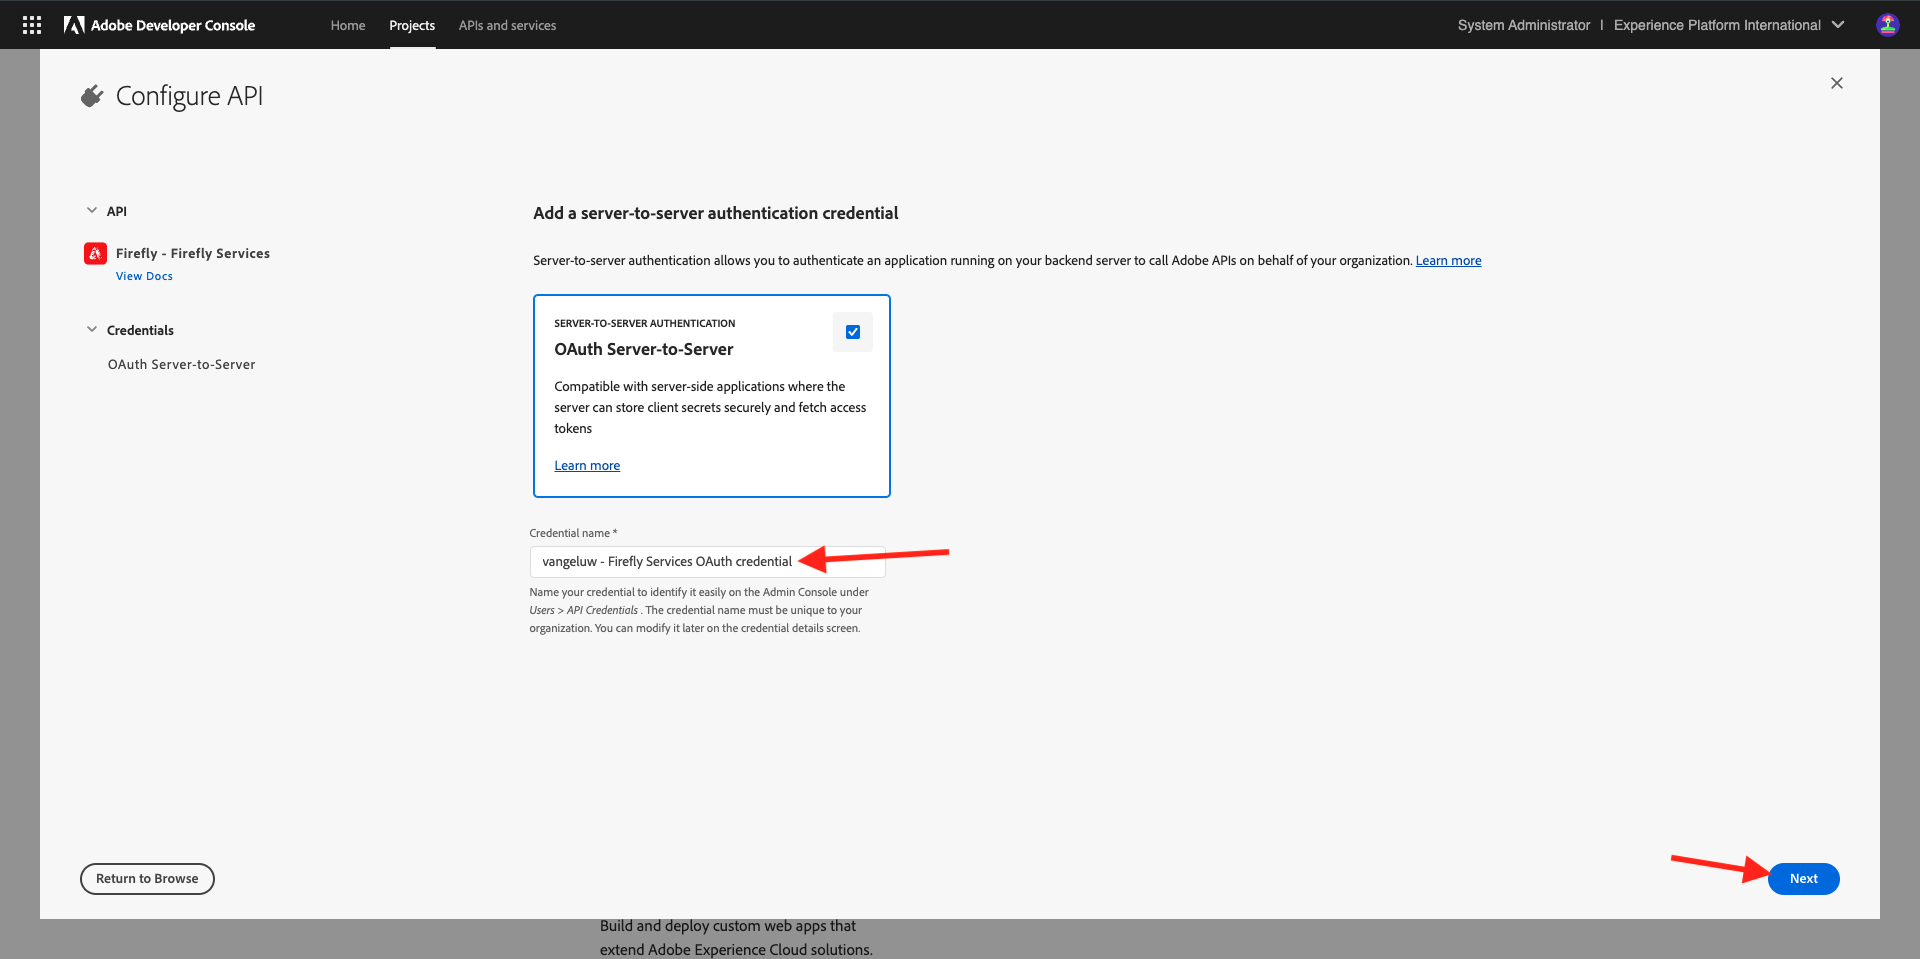 Adobe Developer Console
Home
Projects
APIs and services
System Administrator | Experience Platform International
Configure API
API
Firefly - Firefly Services
View Docs
Credentials
OAuth Server-to-Server
Add a server-to-server authentication credential
Server-to-server authentication allows you to authenticate an application running on your backend server to call Adobe APIs on behalf of your organization. Learn more
SERVER-TO-SERVER AUTHENTICATION
OAuth Server-to-Server
Compatible with server-side applications where the
server can store client secrets securely and fetch access
tokens
Learn more
Credential name *
vangeluw - Firefly Services OAuth credential
Name your credential to identify it easily on the Admin Console under
Users > API Credentials . The credential name must be unique to your
organization. You can modify it later on the credential details screen.
Return to Browse
Next
Build and deploy custom web apps that
extend Adobe Experience Cloud solutions.